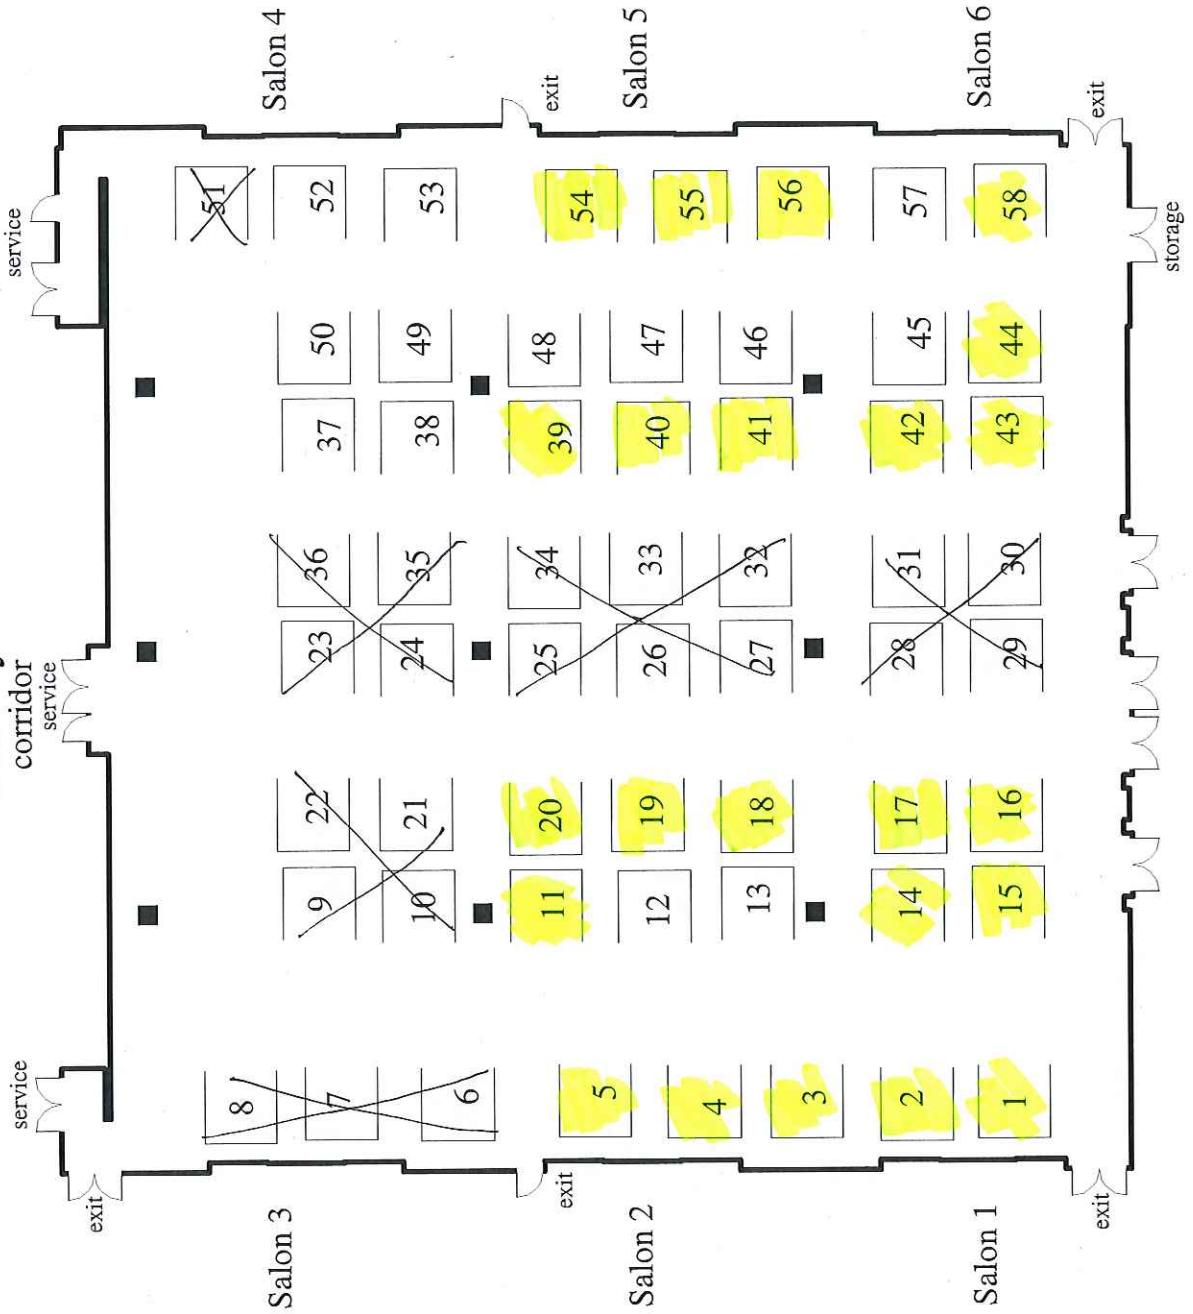 service corridor service
service
exit
51
Salon 3 8 Salon 4
9 22 23 36 37 50 52
7
10 21 24 35 38 49 53
6
exit 11 20 25 34 39 48 exit
5 54
Salon 2 12 19 26 33 40 47 Salon 5
4 55
13 18 27 32 41 46 56
3
14 17 28 31 42 45 57
2
Salon 1 1 15 16 29 30 43 44 58 Salon 6
exit exit
storage